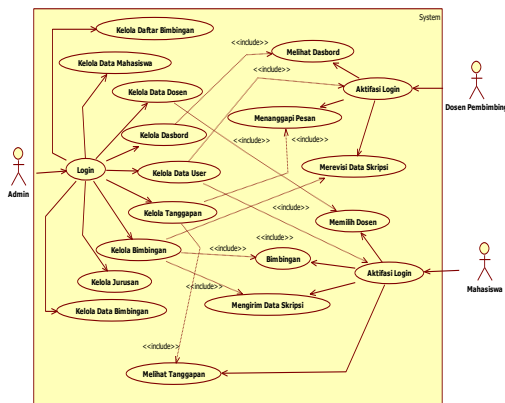 System
Kelola Daftar Bimbingan
<<include>>
Melihat Dasbord
Kelola Data Mahasiswa
<<include>>
Kelola Data Dosen
Aktifasi Login
Dosen Pembimbing
Menanggapi Pesan
Kelola Dasbord
<<include>>
<<include>>
Admin
Login
Kelola Data User
Merevisi Data Skripsi
Kelola Tanggapan
<<include>>
Memilih Dosen
<<include>>
Kelola Bimbingan
Bimbingan
Aktifasi Login
Mahasiswa
Kelola Jurusan
<<include>>
Mengirim Data Skripsi
Kelola Data Bimbingan
<<include>>
Melihat Tanggapan